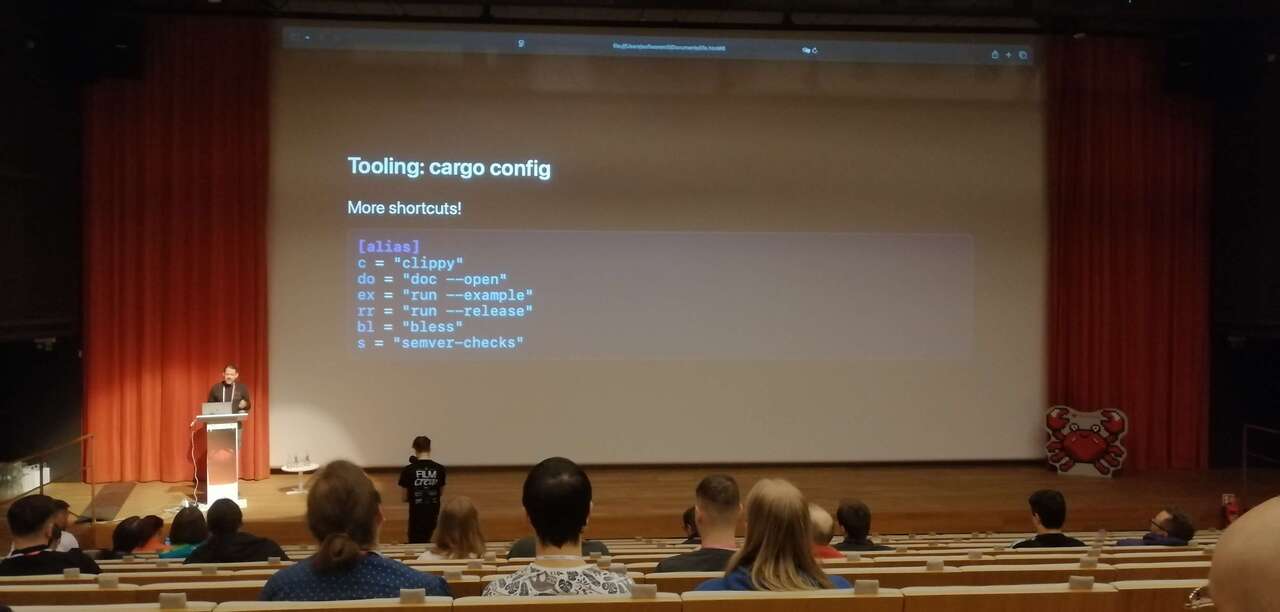 Tooling: cargo config
More shortcuts!
[alias]
c = "clippy"
do = "doc --open"
ex = "run --example"
rr = "run --release"
bl = "bless"
s = "semver-checks"
FILM
crew